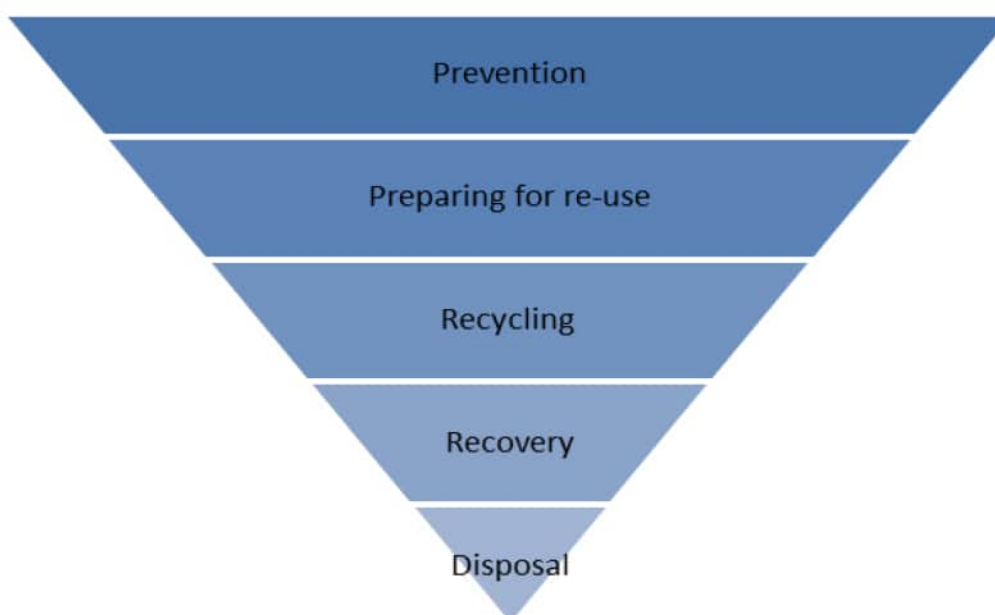 Prevention
Preparing for re-use
Recycling
Recovery
Disposal